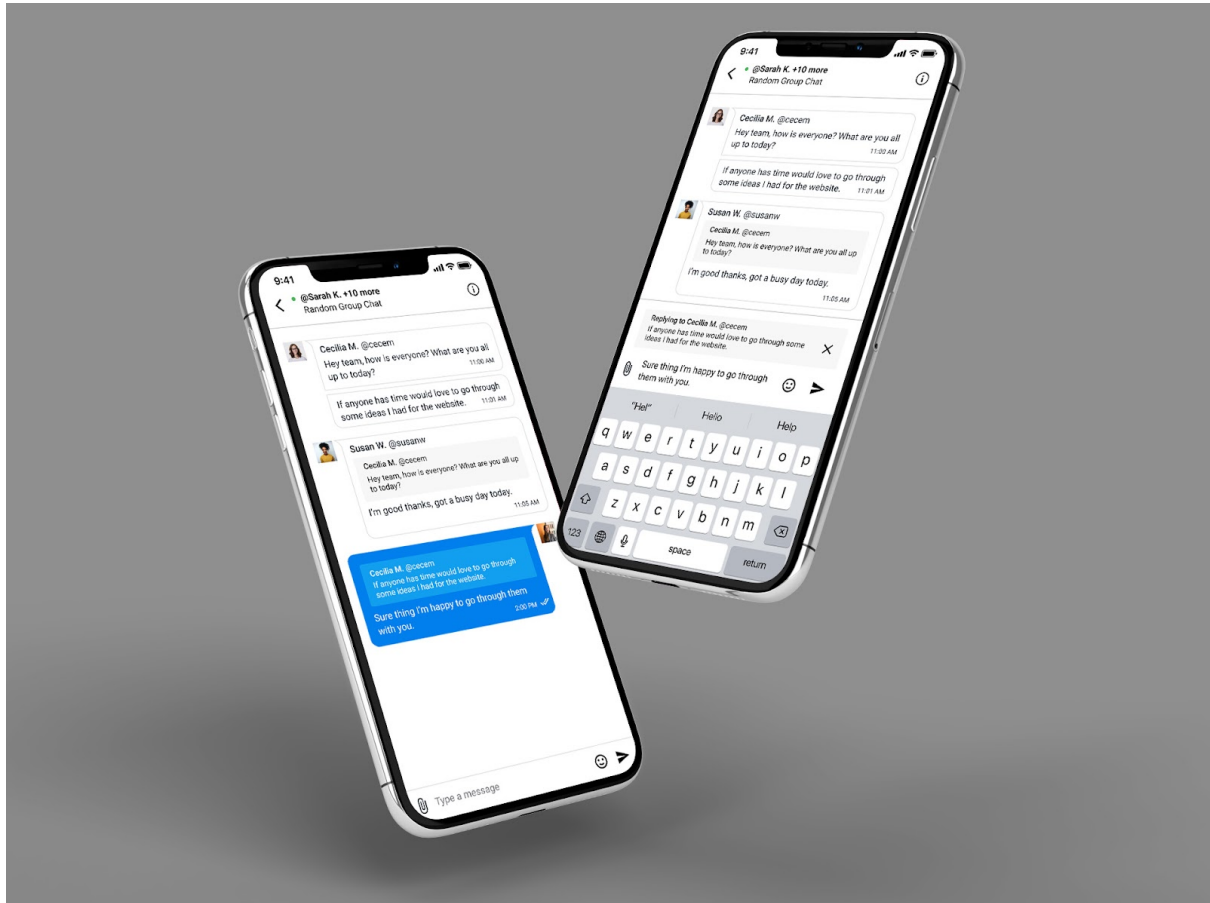 9:41
@Sarah K. +10 more
Random Group Chat
Cecilia M. @cecem
Hey team, how is everyone? What are you all
up to today?
11:00 AM
If anyone has time would love to go through
some ideas I had for the website.
11:01 AM
Susan W. @susanw
Cecilia M. @cecem
Hey team, how is everyone? What are you all up
to today?
I'm good thanks, got a busy day today.
11:05 AM
Cecilia M. @cecem
If anyone has time would love to go through
some ideas I had for the website.
Sure thing I'm happy to go through them
with you.
2:00 PM
Type a message
9:41
@Sarah K. +10 more
Random Group Chat
Cecilia M. @cecem
Hey team, how is everyone? What are you all
up to today?
11:00 AM
If anyone has time would love to go through
some ideas I had for the website.
11:01 AM
Susan W. @susanw
Cecilia M. @cecem
Hey team, how is everyone? What are you all up
to today?
I'm good thanks, got a busy day today.
11:05 AM
Replying to Cecilia M. @cecem
If anyone has time would love to go through some
ideas I had for the website.
Sure thing I'm happy to go through
them with you.
"Hel" Hello Help
q w e r t y u i o p
a s d f g h j k l
z x c v b n m
123 space return